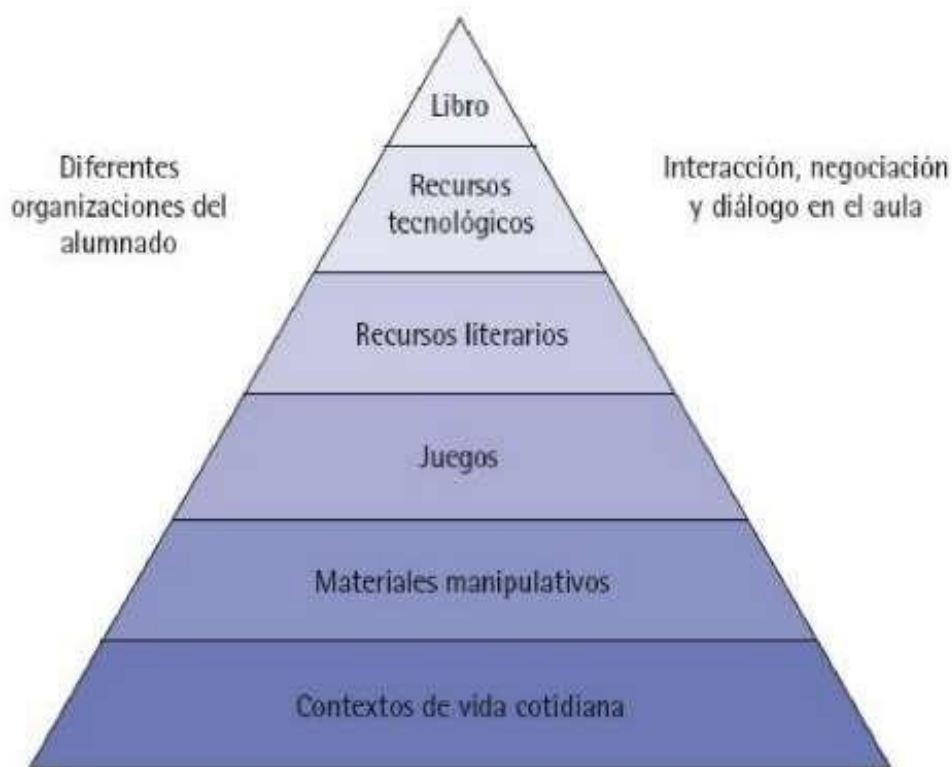 Libro
Diferentes
organizaciones del
alumnado
Interacción, negociación
y diálogo en el aula
Recursos
tecnológicos
Recursos literarios
Juegos
Materiales manipulativos
Contextos de vida cotidiana